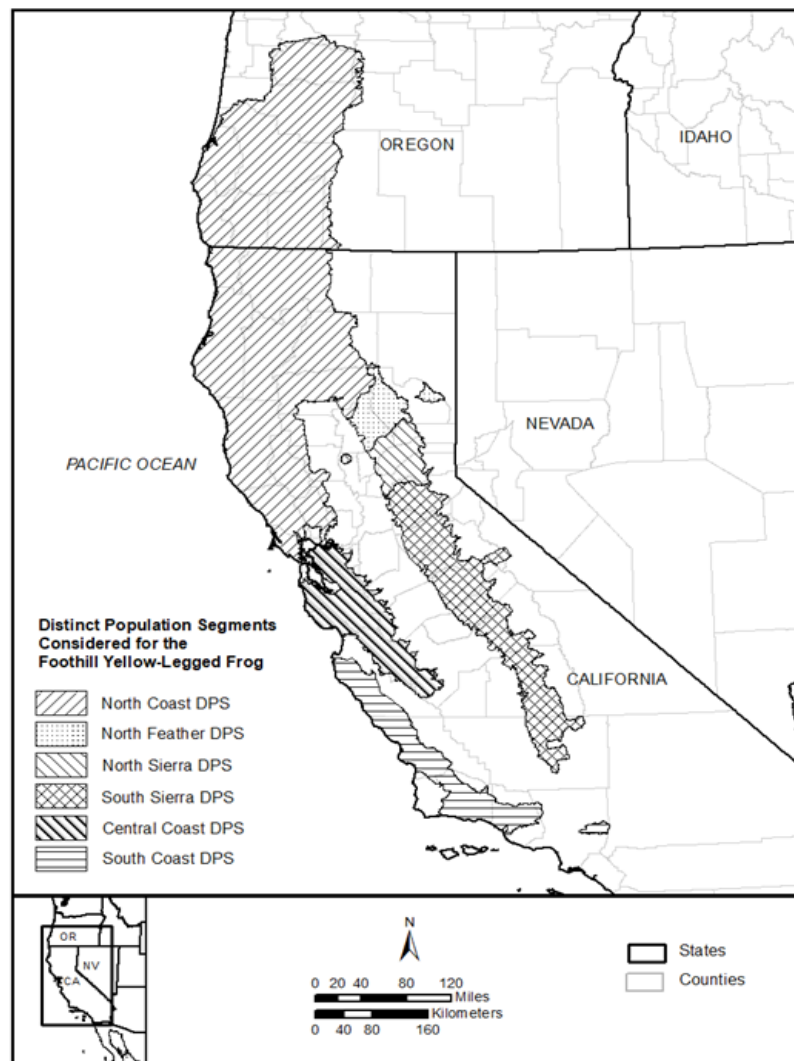 OREGON
IDAHO
NEVADA
PACIFIC OCEAN
CALIFORNIA
Distinct Population Segments
Considered for the
Foothill Yellow-Legged Frog
North Coast DPS
North Feather DPS
North Sierra DPS
South Sierra DPS
Central Coast DPS
South Coast DPS
OR
NV
CA
N
0 20 40 80 120
Miles
Kilometers
0 40 80 160
States
Counties